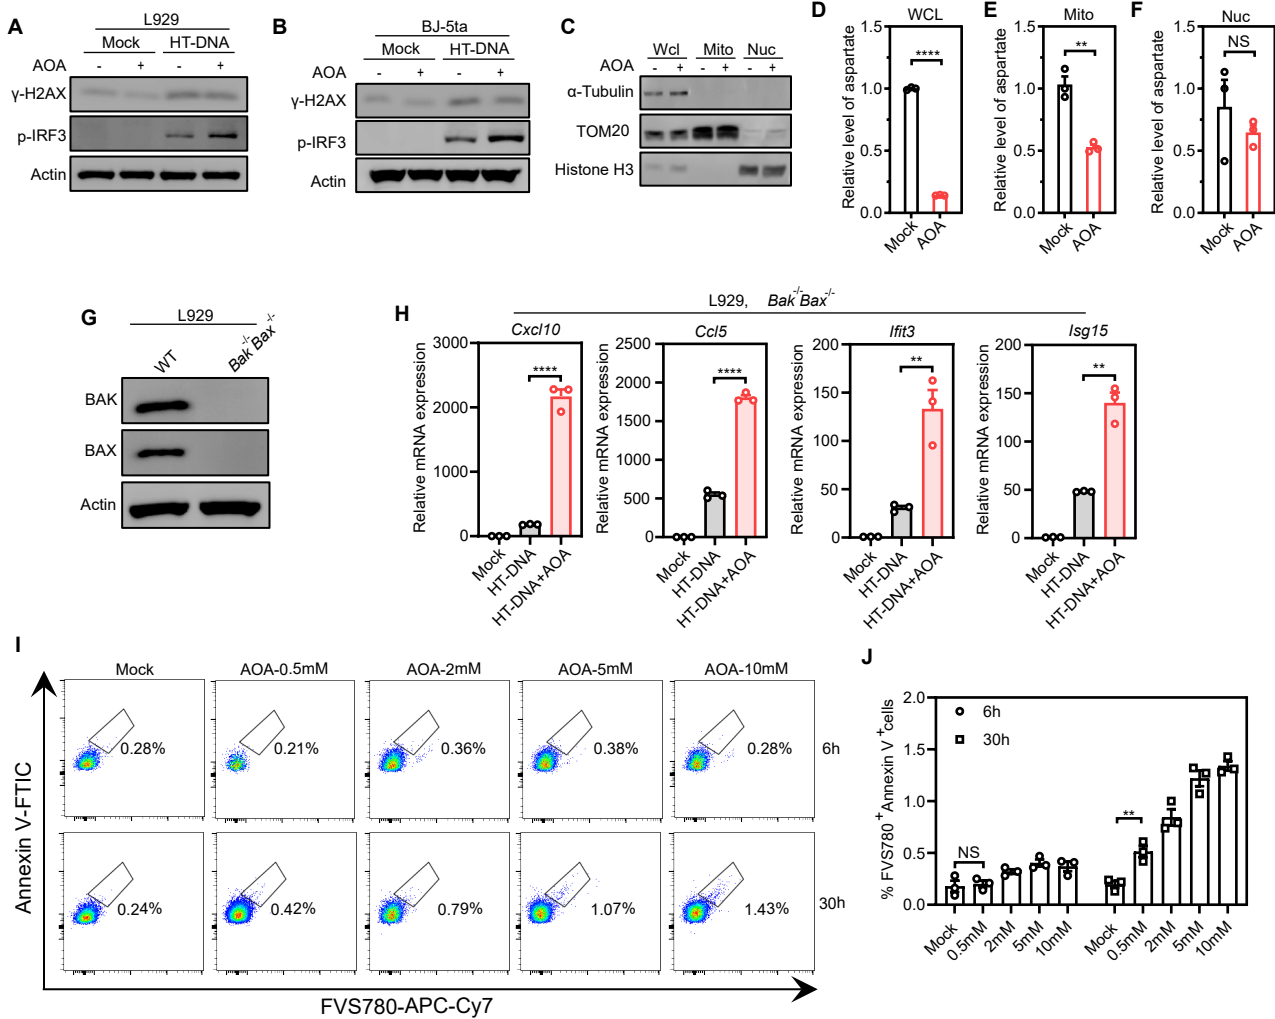 A
L929
Mock HT-DNA
AOA - + - +
γ-H2AX
p-IRF3
Actin
B
BJ-5ta
Mock HT-DNA
AOA - + - +
γ-H2AX
p-IRF3
Actin
C
Wcl Mito Nuc
AOA - + - + - +
α-Tubulin
TOM20
Histone H3
D
WCL
Relative level of aspartate
1.5
1.0
0.5
0.0
****
Mock AOA
E
Mito
Relative level of aspartate
1.5
1.0
0.5
0.0
**
Mock AOA
F
Nuc
Relative level of aspartate
1.5
1.0
0.5
0.0
NS
Mock AOA
G
L929
WT Bak-/-Bax-/-
BAK
BAX
Actin
H
L929, Bak-/-Bax-/-
Cxcl10
Relative mRNA expression
3000
2000
1000
0
****
Mock HT-DNA HT-DNA+AOA
Ccl5
Relative mRNA expression
2500
2000
1500
1000
500
0
****
Mock HT-DNA HT-DNA+AOA
Ifit3
Relative mRNA expression
200
150
100
50
0
**
Mock HT-DNA HT-DNA+AOA
Isg15
Relative mRNA expression
200
150
100
50
0
**
Mock HT-DNA HT-DNA+AOA
I
Mock AOA-0.5mM AOA-2mM AOA-5mM AOA-10mM
0.28% 0.21% 0.36% 0.38% 0.28% 6h
0.24% 0.42% 0.79% 1.07% 1.43% 30h
Annexin V-FTIC
FVS780-APC-Cy7
J
% FVS780+Annexin V+cells
2.0
1.5
1.0
0.5
0.0
6h
30h
NS
**
Mock 0.5mM 2mM 5mM 10mM Mock 0.5mM 2mM 5mM 10mM